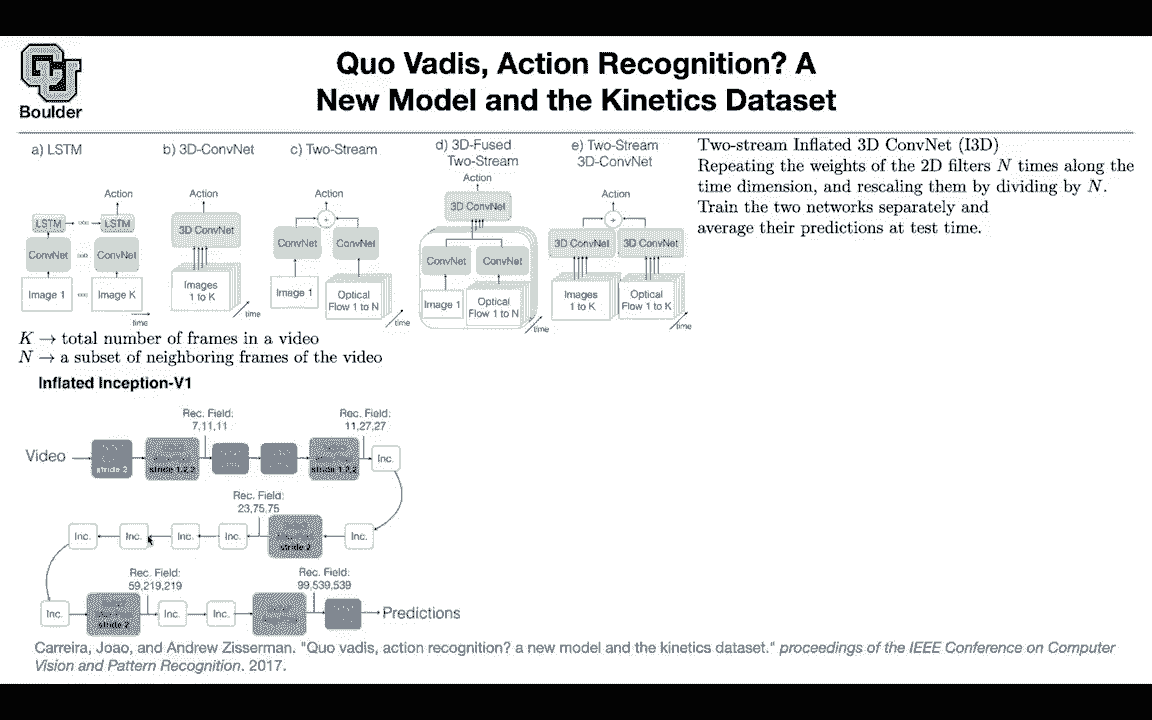 Boulder
Quo Vadis, Action Recognition? A
New Model and the Kinetics Dataset
a) LSTM
Action
LSTM
LSTM
ConvNet
ConvNet
Image 1
Image K
time
b) 3D-ConvNet
Action
3D ConvNet
Images
1 to K
time
c) Two-Stream
Action
+
ConvNet
ConvNet
Image 1
Optical
Flow 1 to N
time
d) 3D-Fused
Two-Stream
Action
3D ConvNet
ConvNet
ConvNet
Image 1
Optical
Flow 1 to N
time
e) Two-Stream
3D-ConvNet
Action
+
3D ConvNet
3D ConvNet
Images
1 to K
Optical
Flow 1 to K
time
Two-stream Inflated 3D ConvNet (I3D)
Repeating the weights of the 2D filters N times along the
time dimension, and rescaling them by dividing by N.
Train the two networks separately and
average their predictions at test time.
K → total number of frames in a video
N → a subset of neighboring frames of the video
Inflated Inception-V1
Rec. Field:
7,11,11
Rec. Field:
11,27,27
Video
stride 2
stride 1,2,2
stride 1,2,2
Inc.
Rec. Field:
23,75,75
Inc.
Inc.
Inc.
Inc.
stride 2
Inc.
Rec. Field:
59,219,219
Rec. Field:
99,539,539
Inc.
stride 2
Inc.
Inc.
Predictions
Carreira, Joao, and Andrew Zisserman. "Quo vadis, action recognition? a new model and the kinetics dataset." proceedings of the IEEE Conference on Computer
Vision and Pattern Recognition. 2017.